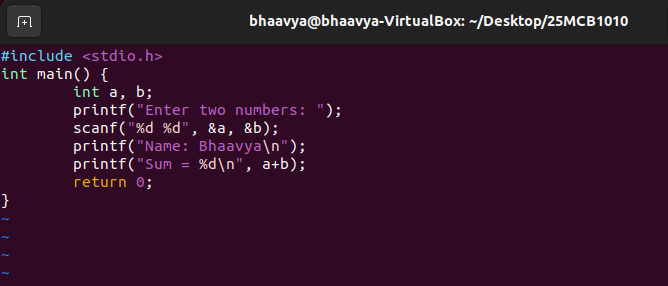 bhaavya@bhaavya-VirtualBox: ~/Desktop/25MCB1010
#include <stdio.h>
int main() {
        int a, b;
        printf("Enter two numbers: ");
        scanf("%d %d", &a, &b);
        printf("Name: Bhaavya\n");
        printf("Sum = %d\n", a+b);
        return 0;
}
~
~
~
~